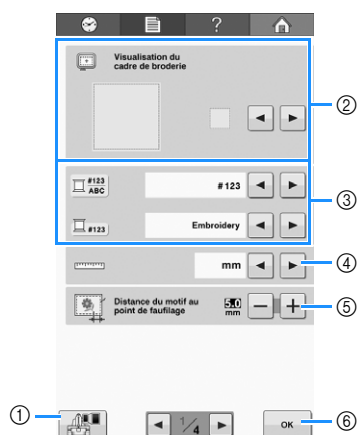 ?
Visualisation du
cadre de broderie
②
#123
ABC
#123
③
#123
Embroidery
mm
④
Distance du motif au
point de faufilage
5.0
mm
⑤
①
1/4
OK
⑥